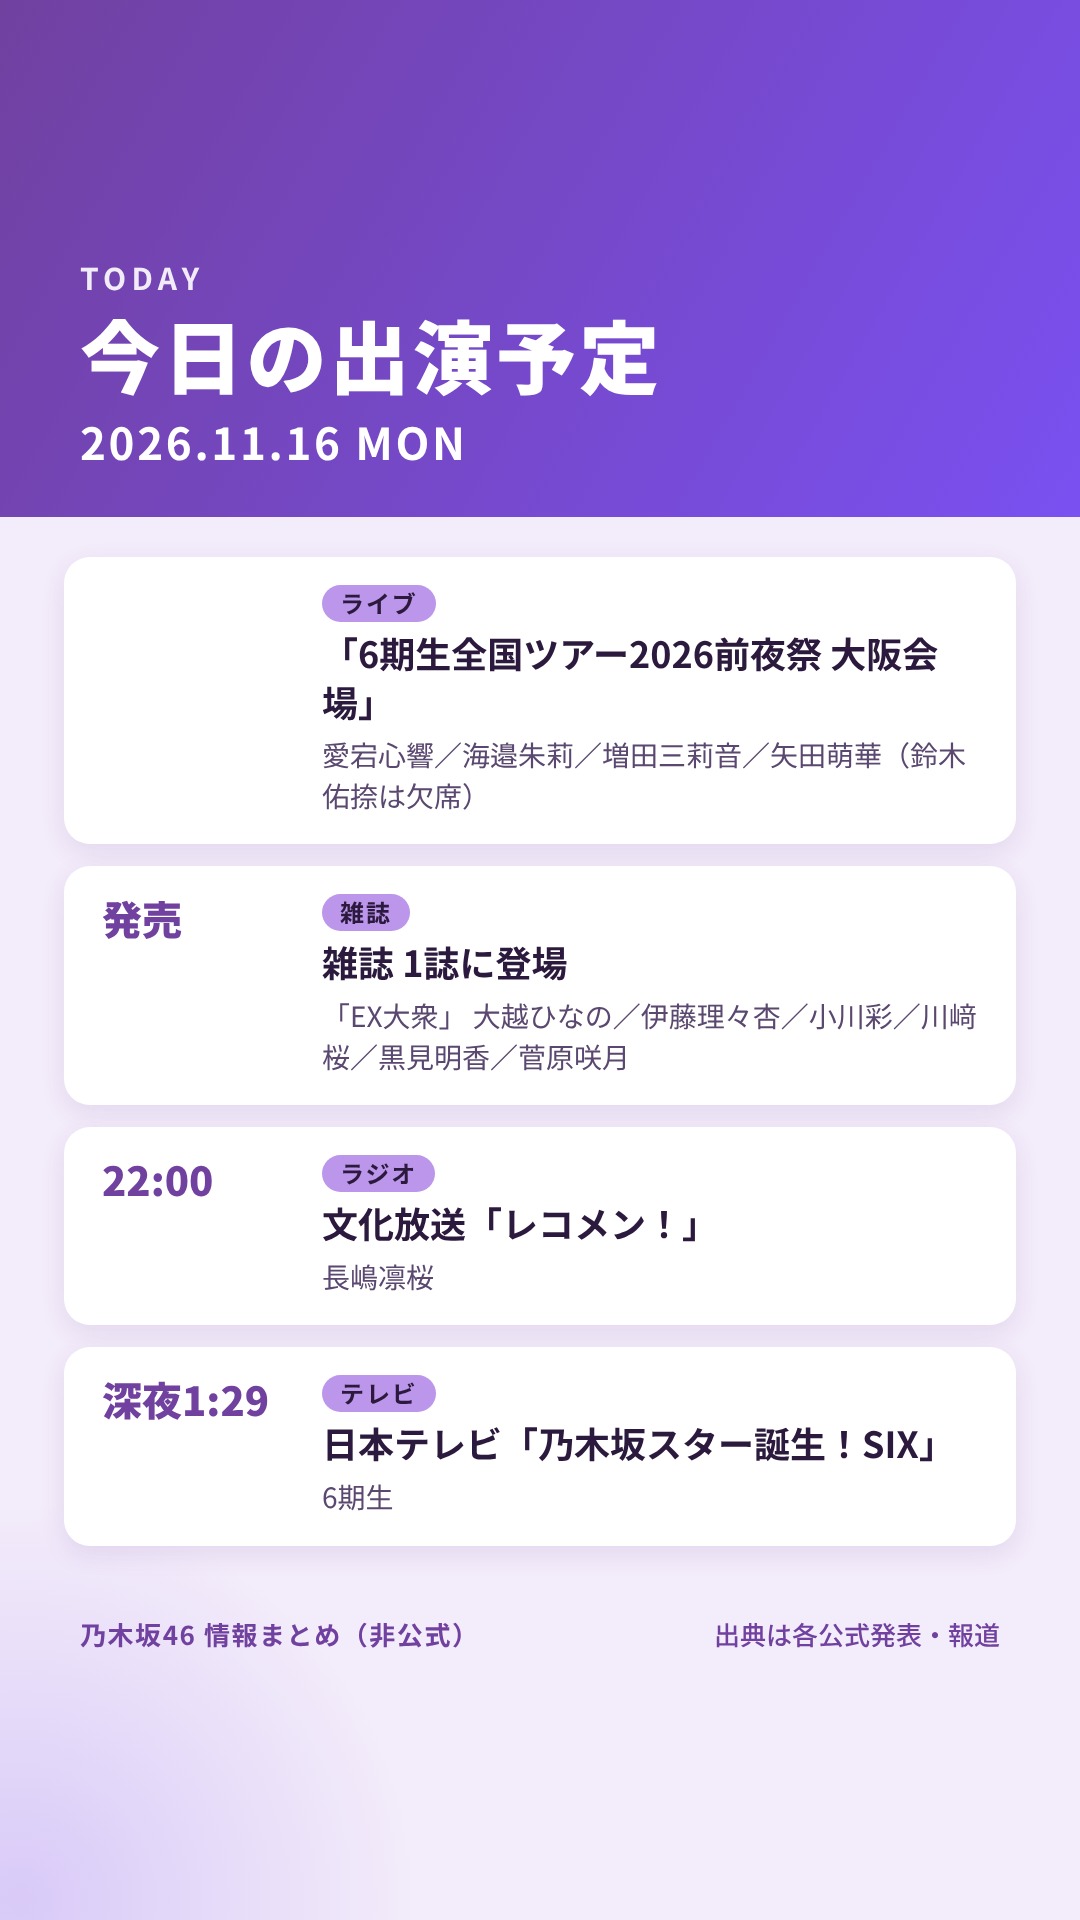 TODAY
今日の出演予定
2026.11.16 MON
ライブ
「6期生全国ツアー2026前夜祭 大阪会
場」
愛宕心響／海邉朱莉／増田三莉音／矢田萌華（鈴木
佑捺は欠席）
発売
雑誌
雑誌 1誌に登場
「EX大衆」 大越ひなの／伊藤理々杏／小川彩／川﨑
桜／黒見明香／菅原咲月
22:00
ラジオ
文化放送「レコメン！」
長嶋凛桜
深夜1:29
テレビ
日本テレビ「乃木坂スター誕生！SIX」
6期生
乃木坂46 情報まとめ（非公式）
出典は各公式発表・報道